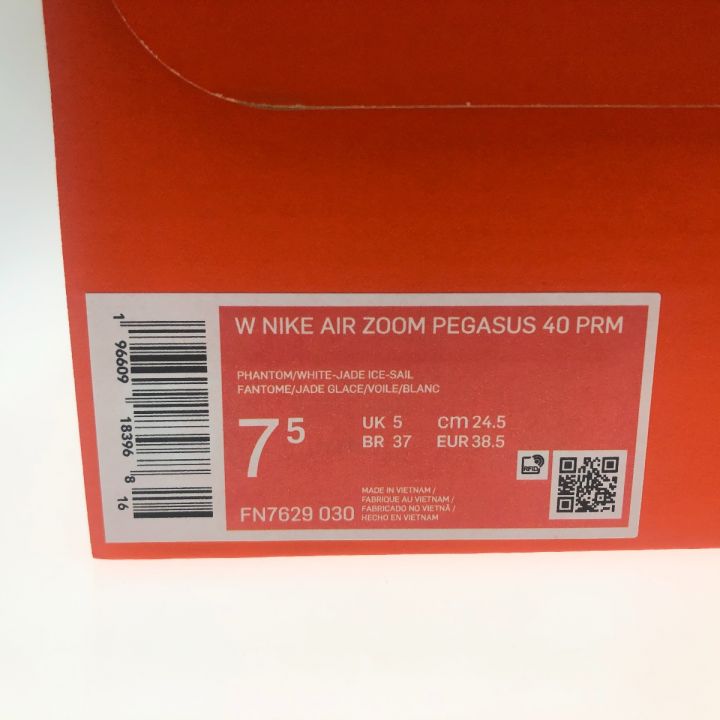 W NIKE AIR ZOOM PEGASUS 40 PRM
PHANTOM/WHITE-JADE ICE-SAIL
FANTOME/JADE GLACE/VOILE/BLANC
7 5
UK 5 cm 24.5
BR 37 EUR 38.5
RFID
MADE IN VIETNAM /
FABRIQUE AU VIETNAM /
FABRICADO NO VIETNÃ /
HECHO EN VIETNAM
FN7629 030
1 96609 18396 8 16